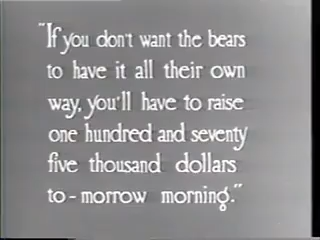 "If you don't want the bears
to have it all their own
way, you'll have to raise
one hundred and seventy
five thousand dollars
to-morrow morning."